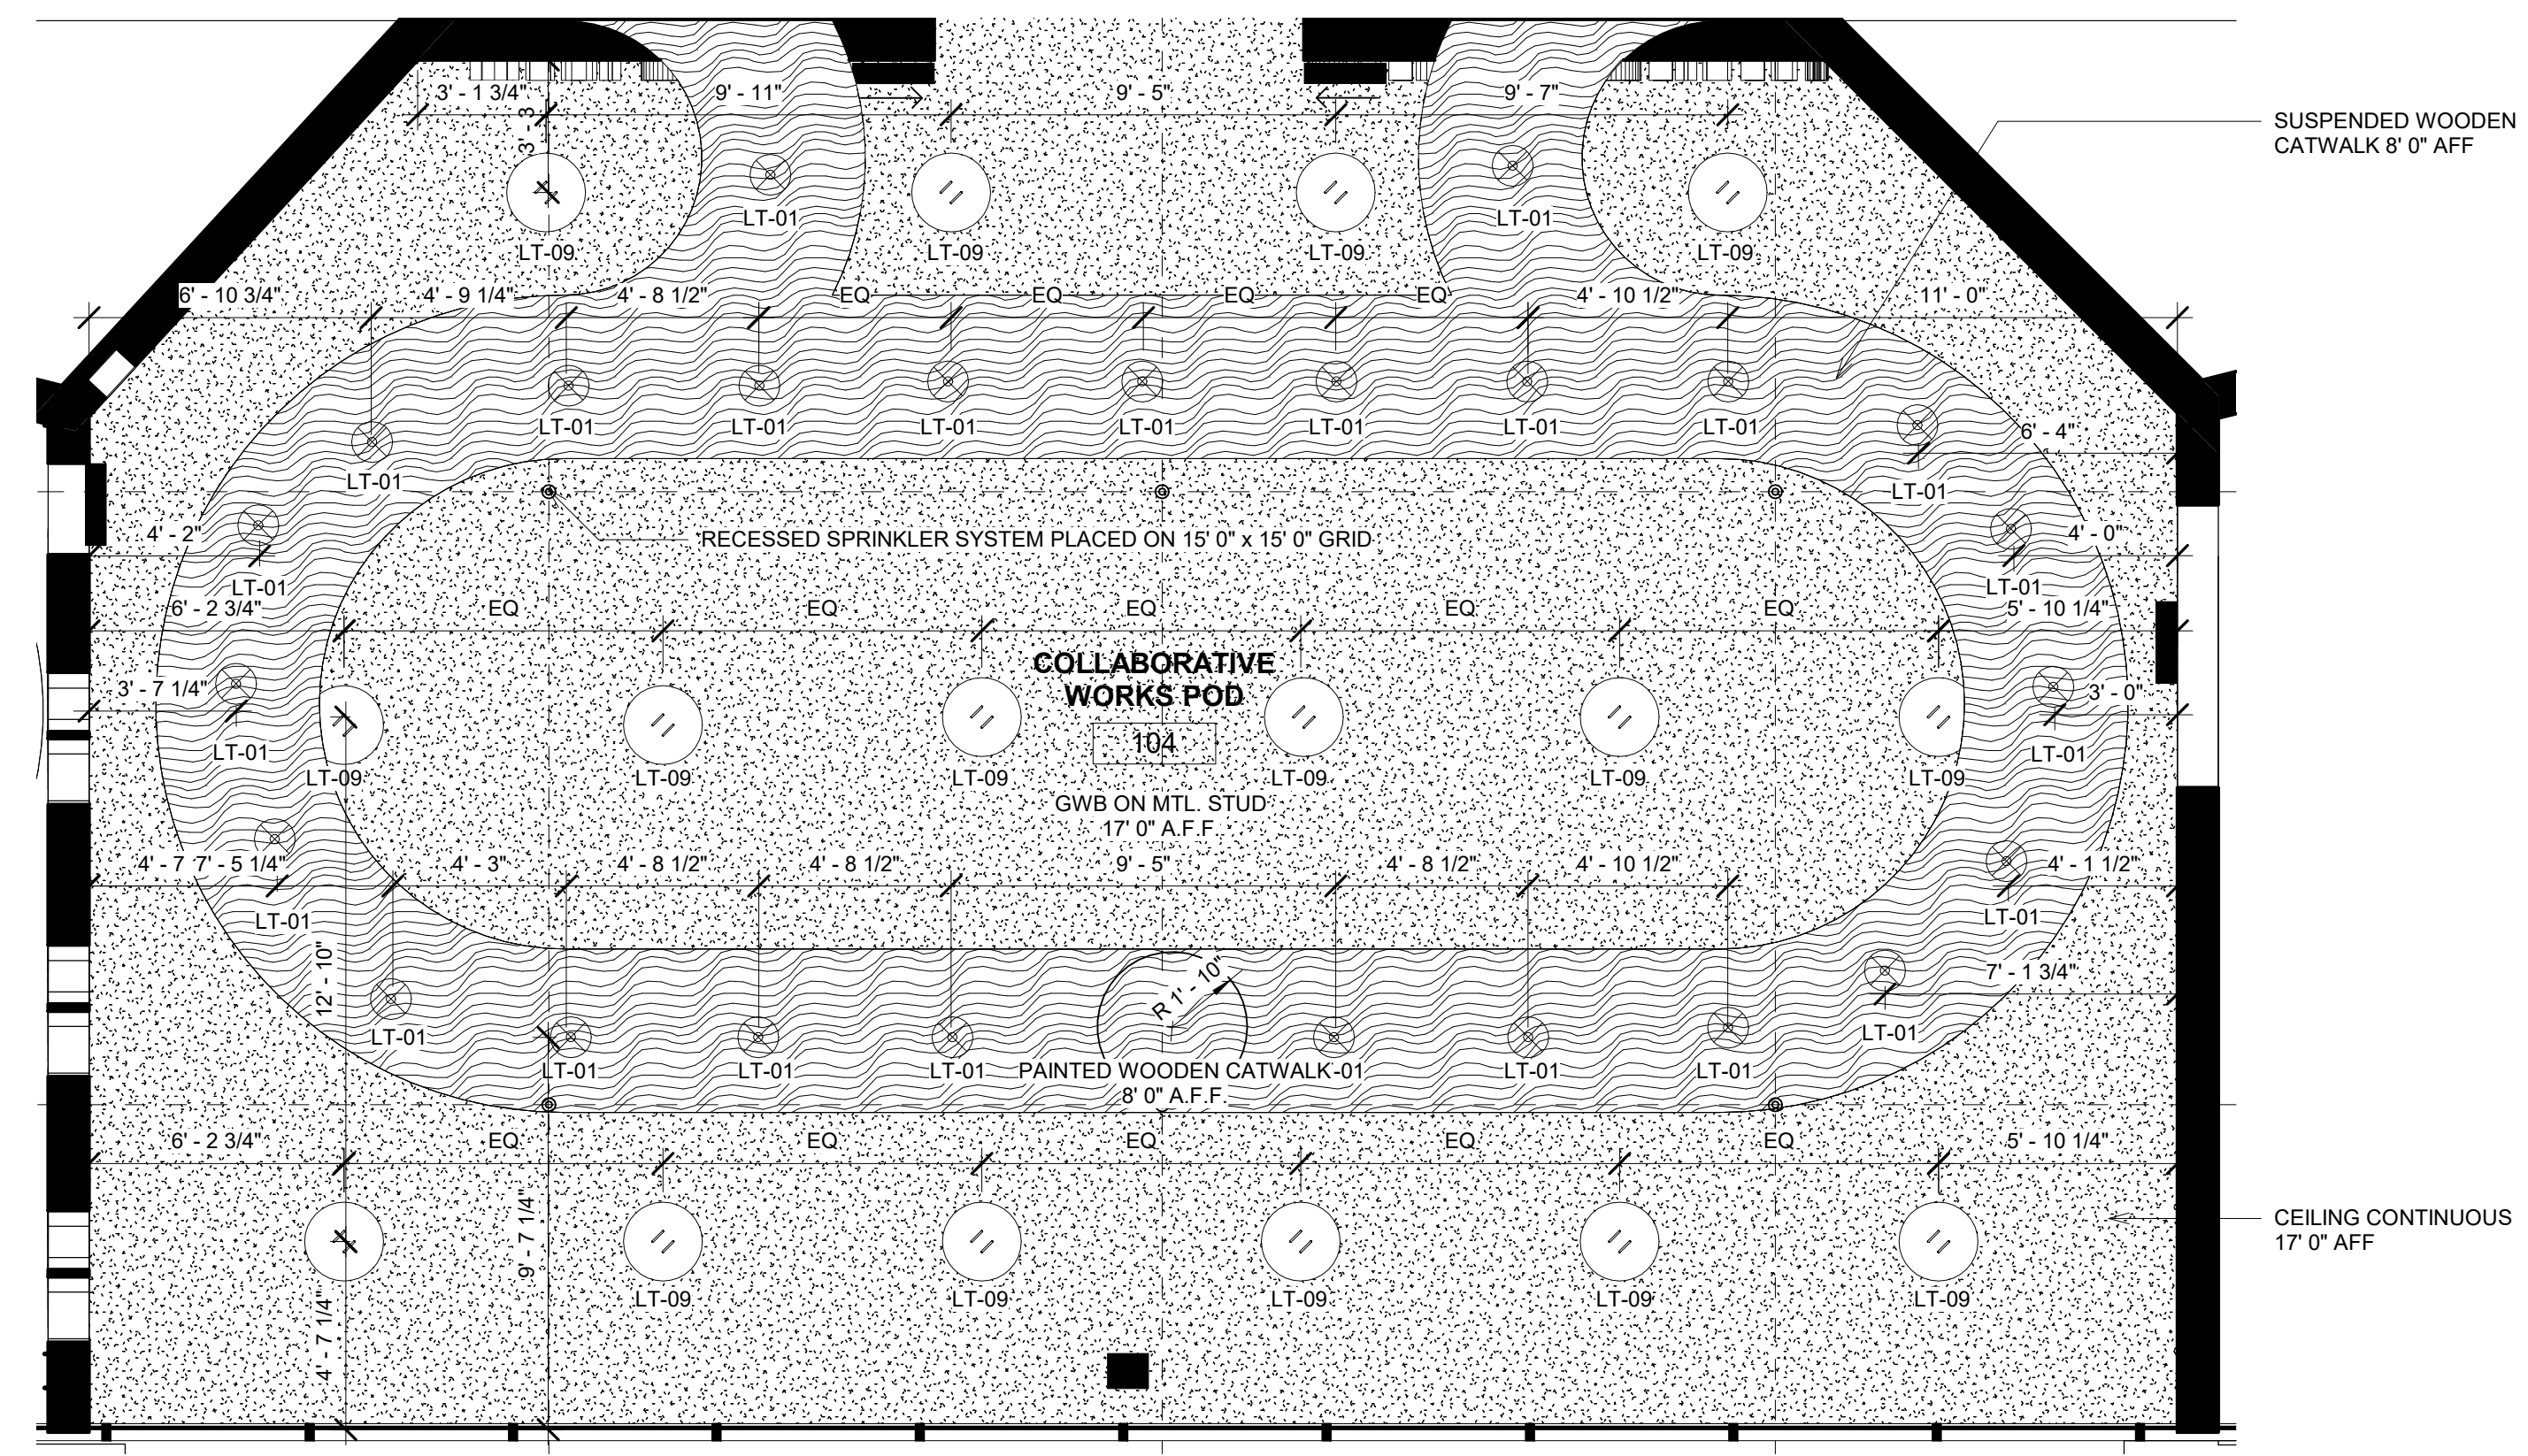 SUSPENDED WOODEN
CATWALK 8' 0" AFF
3' - 1 3/4"
9' - 11"
9' - 5"
9' - 7"
3' - 3
LT-01
LT-01
LT-09
LT-09
LT-09
LT-09
6' - 10 3/4"
4' - 9 1/4"
4' - 8 1/2"
EQ
EQ
EQ
EQ
4' - 10 1/2"
11' - 0"
LT-01
LT-01
LT-01
LT-01
LT-01
LT-01
LT-01
6' - 4"
LT-01
LT-01
4' - 2"
RECESSED SPRINKLER SYSTEM PLACED ON 15' 0" x 15' 0" GRID
4' - 0"
LT-01
LT-01
6' - 2 3/4"
EQ
EQ
EQ
EQ
EQ
5' - 10 1/4"
COLLABORATIVE
WORKS POD
104
3' - 7 1/4"
3' - 0"
LT-01
LT-01
LT-09
LT-09
LT-09
LT-09
LT-09
LT-09
GWB ON MTL. STUD
17' 0" A.F.F.
4' - 7
7' - 5 1/4"
4' - 3"
4' - 8 1/2"
4' - 8 1/2"
9' - 5"
4' - 8 1/2"
4' - 10 1/2"
4' - 1 1/2"
LT-01
LT-01
12' - 10"
R 1' - 10"
7' - 1 3/4"
LT-01
LT-01
LT-01
LT-01
LT-01
PAINTED WOODEN CATWALK
-01
8' 0" A.F.F.
LT-01
LT-01
6' - 2 3/4"
EQ
EQ
EQ
EQ
EQ
5' - 10 1/4"
9' - 7 1/4"
4' - 7 1/4"
LT-09
LT-09
LT-09
LT-09
LT-09
CEILING CONTINUOUS
17' 0" AFF